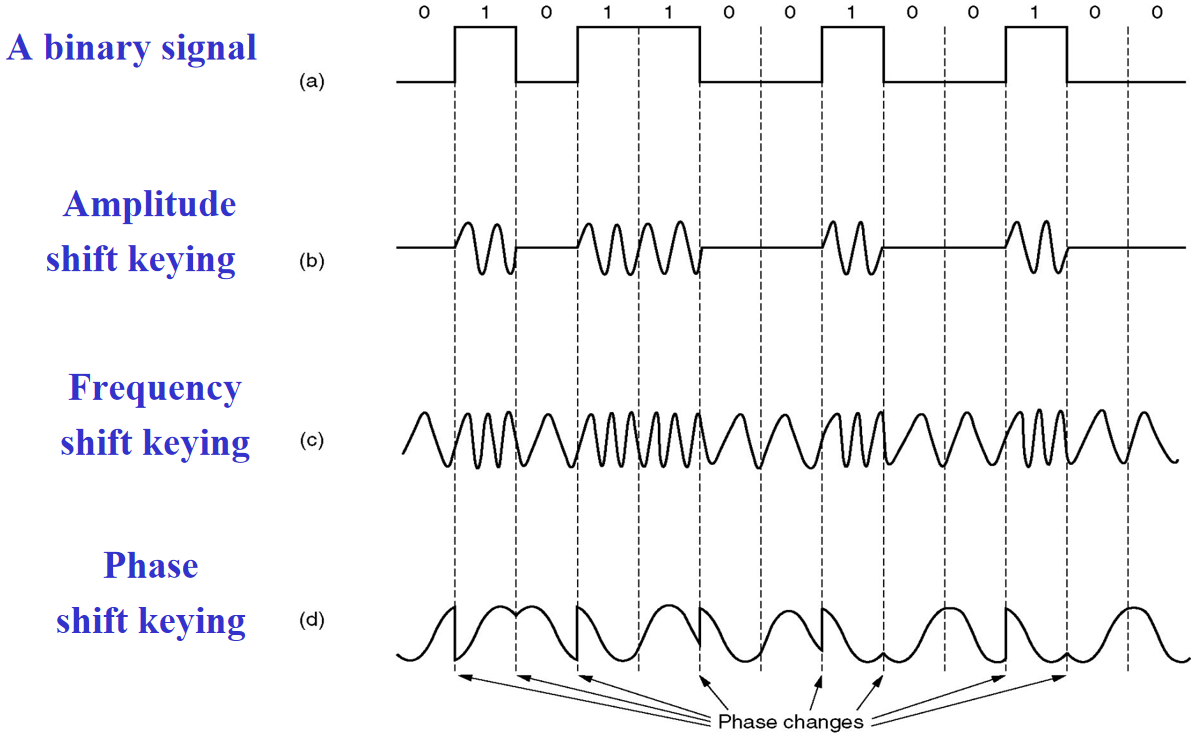 0 1 0 1 1 0 0 1 0 0 1 0 0
A binary signal
(a)
Amplitude
shift keying
(b)
Frequency
shift keying
(c)
Phase
shift keying
(d)
Phase changes